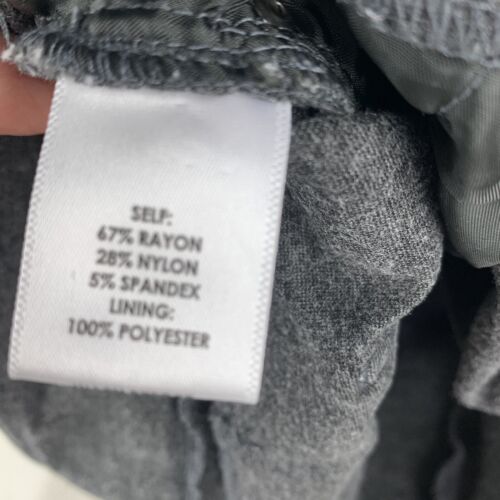 SELF:
67% RAYON
28% NYLON
5% SPANDEX
LINING:
100% POLYESTER